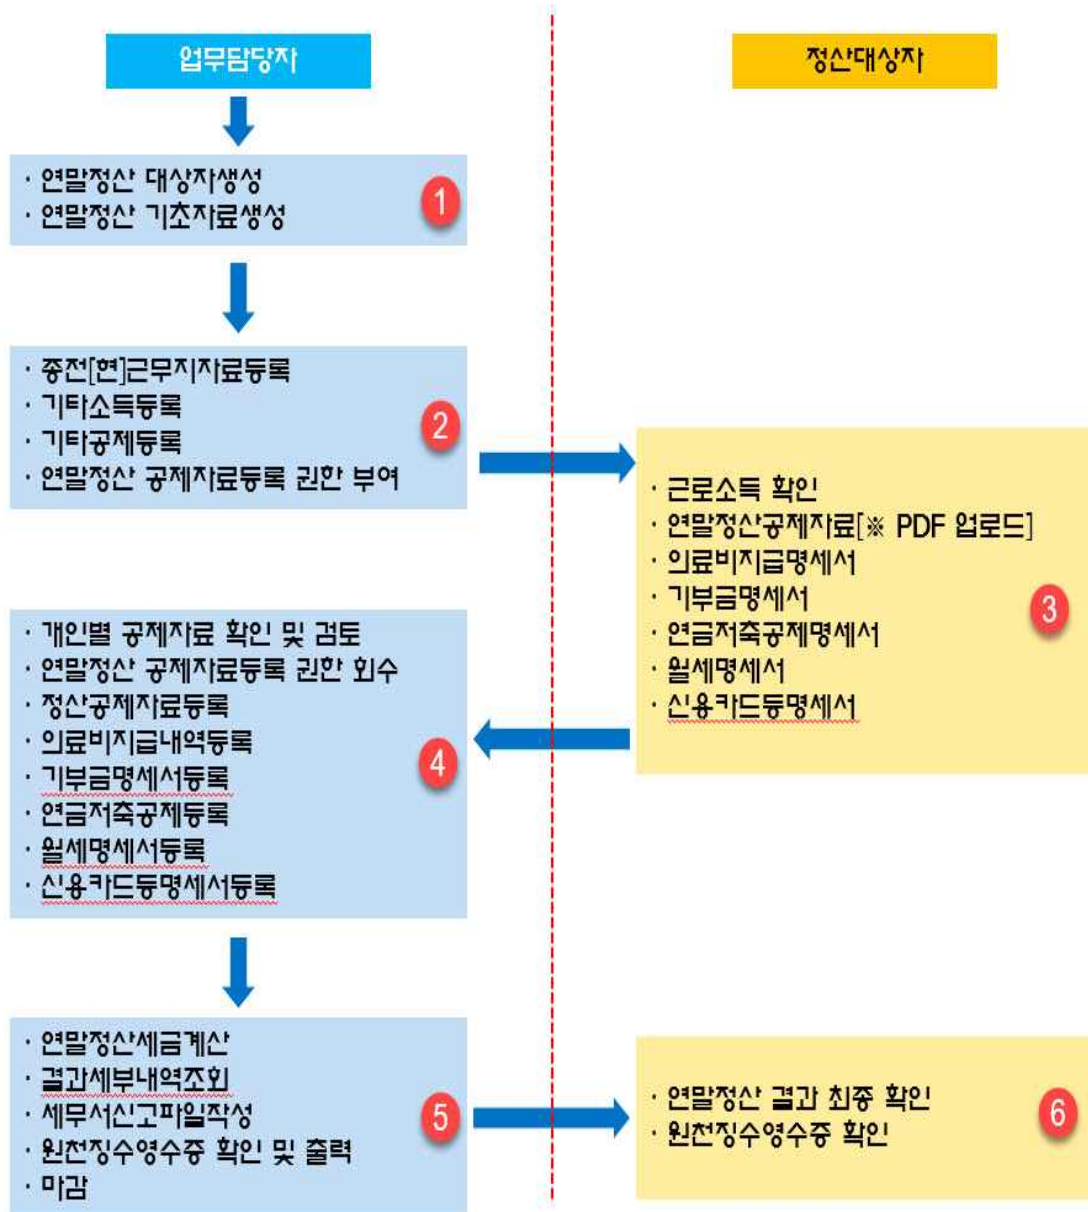 업무담당자
정산대상자
· 연말정산 대상자생성
· 연말정산 기초자료생성
1
· 종전[현]근무지자료등록
· 기타소득등록
· 기타공제등록
· 연말정산 공제자료등록 권한 부여
2
· 근로소득 확인
· 연말정산공제자료[※ PDF 업로드]
· 의료비지급명세서
· 기부금명세서
· 연금저축공제명세서
· 월세명세서
· 신용카드등명세서
3
· 개인별 공제자료 확인 및 검토
· 연말정산 공제자료등록 권한 회수
· 정산공제자료등록
· 의료비지급내역등록
· 기부금명세서등록
· 연금저축공제등록
· 월세명세서등록
· 신용카드등명세서등록
4
· 연말정산세금계산
· 결과세부내역조회
· 세무서신고파일작성
· 원천징수영수증 확인 및 출력
· 마감
5
· 연말정산 결과 최종 확인
· 원천징수영수증 확인
6